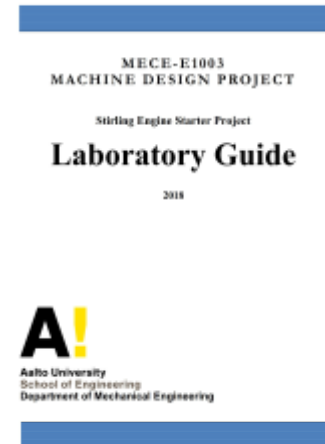 MECE-E1003
MACHINE DESIGN PROJECT
Stirling Engine Starter Project
Laboratory Guide
2018
A!
Aalto University
School of Engineering
Department of Mechanical Engineering